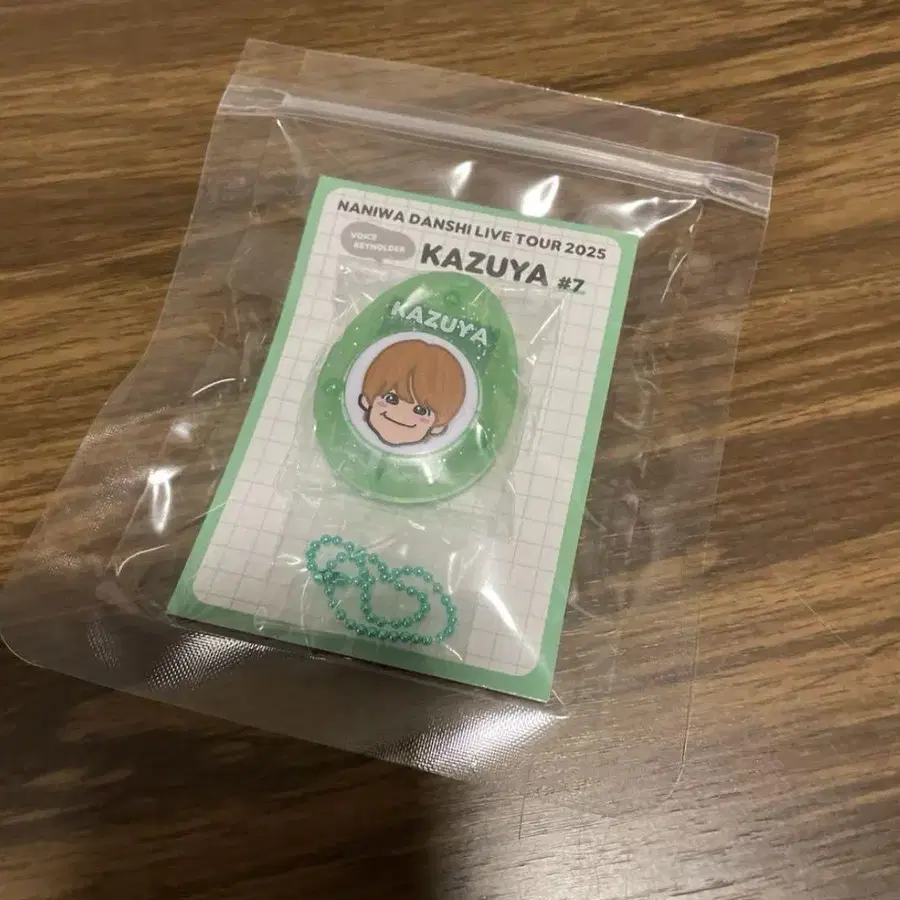 NANIWA DANSHI LIVE TOUR 2025
VOICE
KEYHOLDER
KAZUYA #7
KAZUYA